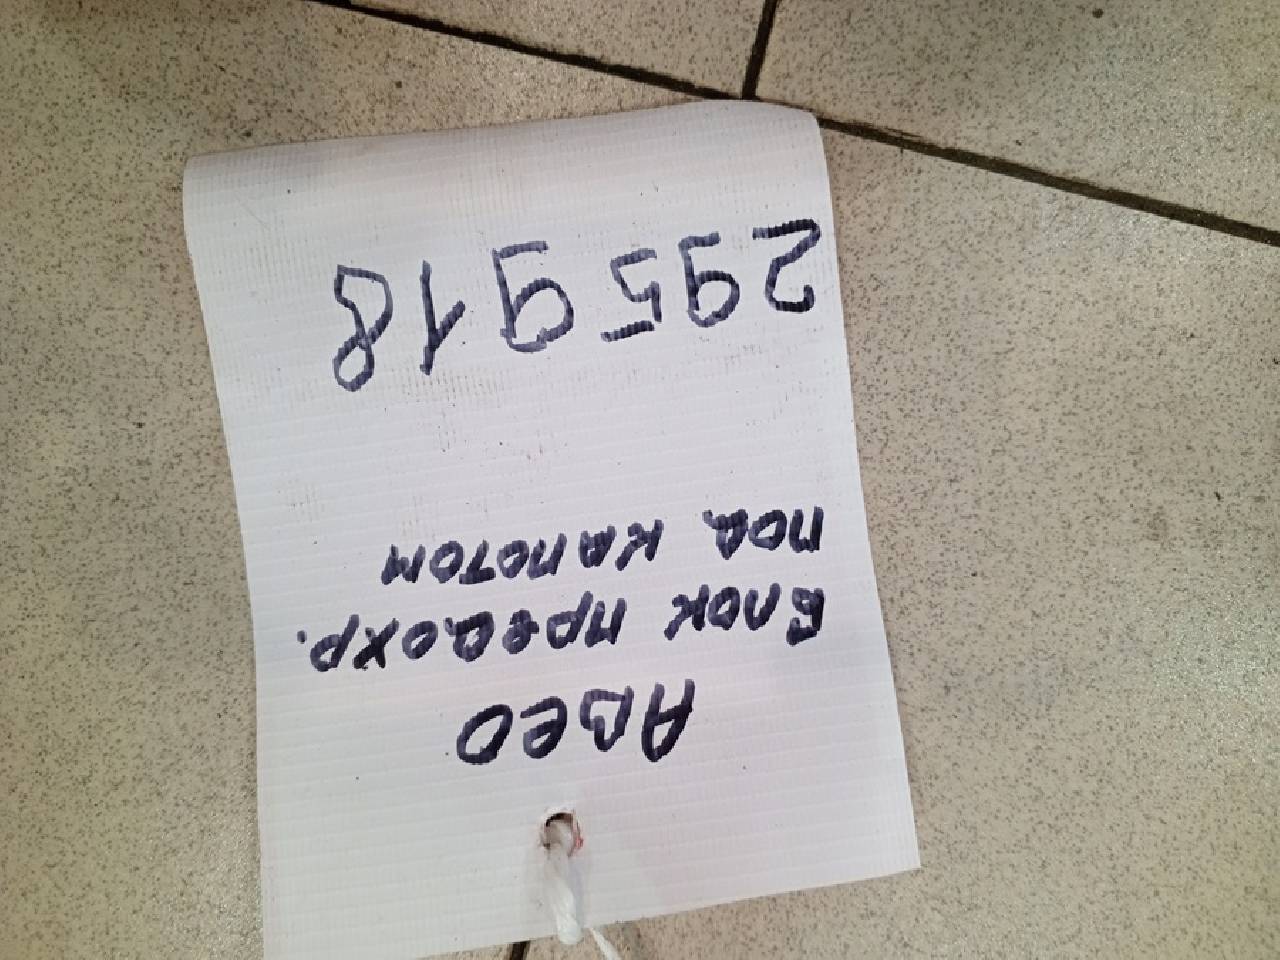 Авео
Блок предохр.
под капотом
295918